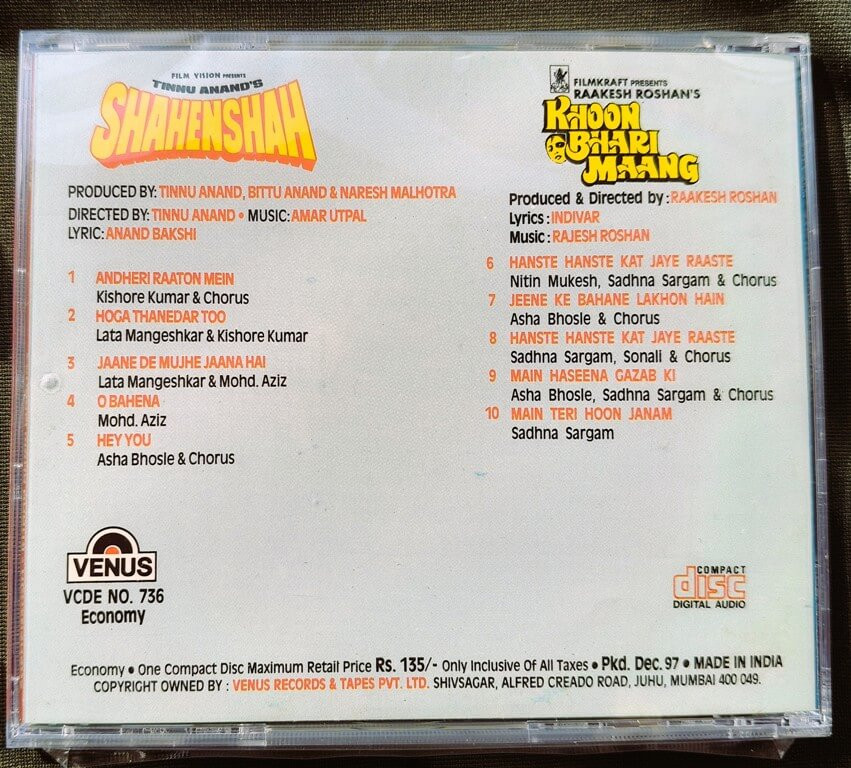 FILM VISION PRESENTS
TINNU ANAND'S
SHAHENSHAH
PRODUCED BY: TINNU ANAND, BITTU ANAND & NARESH MALHOTRA
DIRECTED BY: TINNU ANAND • MUSIC: AMAR UTPAL
LYRIC: ANAND BAKSHI
1 ANDHERI RAATON MEIN
Kishore Kumar & Chorus
2 HOGA THANEDAR TOO
Lata Mangeshkar & Kishore Kumar
3 JAANE DE MUJHE JAANA HAI
Lata Mangeshkar & Mohd. Aziz
4 O BAHENA
Mohd. Aziz
5 HEY YOU
Asha Bhosle & Chorus
FILMKRAFT PRESENTS
RAAKESH ROSHAN'S
KHOON
BHARI
MAANG
Produced & Directed by : RAAKESH ROSHAN
Lyrics : INDIVAR
Music : RAJESH ROSHAN
6 HANSTE HANSTE KAT JAYE RAASTE
Nitin Mukesh, Sadhna Sargam & Chorus
7 JEENE KE BAHANE LAKHON HAIN
Asha Bhosle & Chorus
8 HANSTE HANSTE KAT JAYE RAASTE
Sadhna Sargam, Sonali & Chorus
9 MAIN HASEENA GAZAB KI
Asha Bhosle, Sadhna Sargam & Chorus
10 MAIN TERI HOON JANAM
Sadhna Sargam
VENUS
VCDE NO. 736
Economy
COMPACT
disc
DIGITAL AUDIO
Economy • One Compact Disc Maximum Retail Price Rs. 135/- Only Inclusive Of All Taxes • Pkd. Dec. 97 • MADE IN INDIA
COPYRIGHT OWNED BY : VENUS RECORDS & TAPES PVT. LTD. SHIVSAGAR, ALFRED CREADO ROAD, JUHU, MUMBAI 400 049.